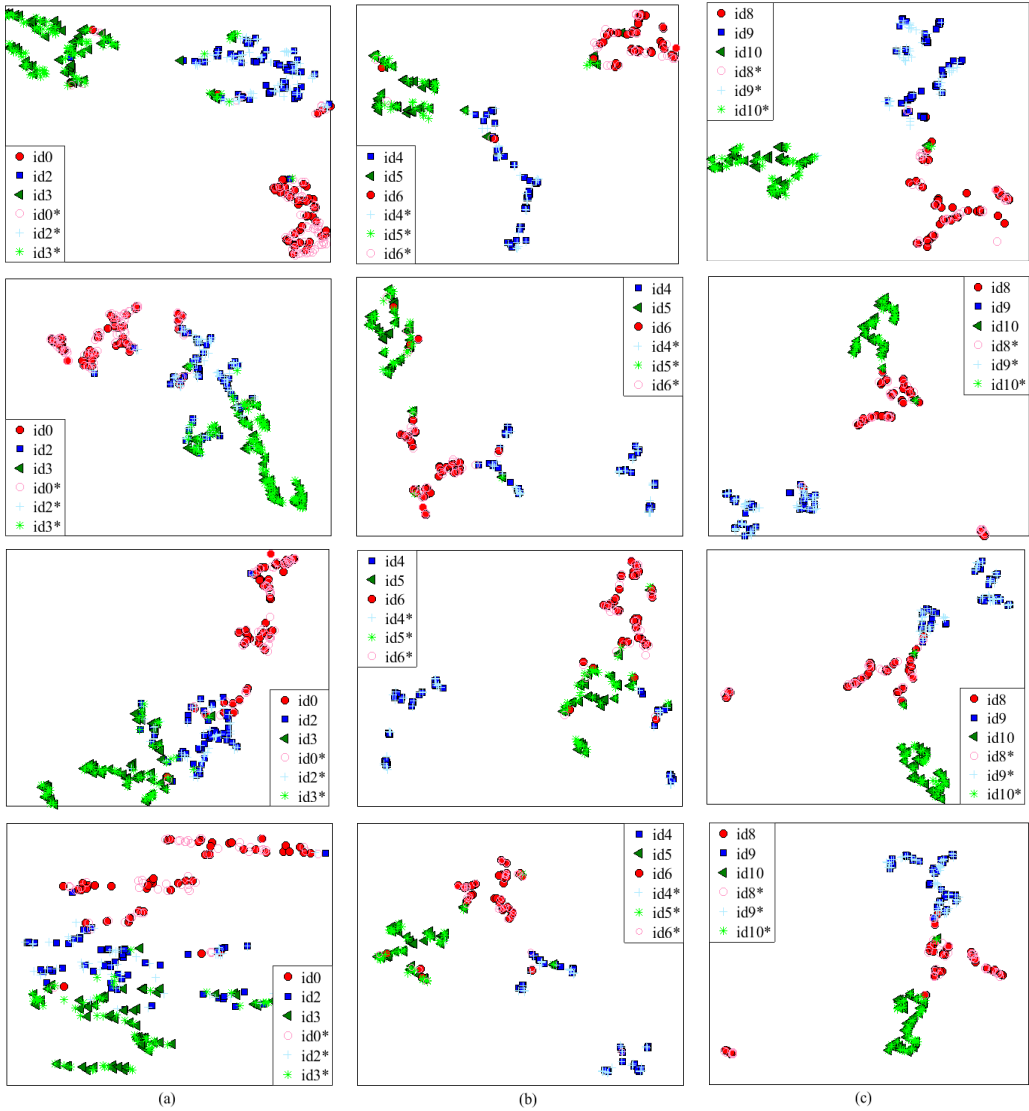 id0
id2
id3
id0*
id2*
id3*
id4
id5
id6
id4*
id5*
id6*
id8
id9
id10
id8*
id9*
id10*
id0
id2
id3
id0*
id2*
id3*
id4
id5
id6
id4*
id5*
id6*
id8
id9
id10
id8*
id9*
id10*
id0
id2
id3
id0*
id2*
id3*
id4
id5
id6
id4*
id5*
id6*
id8
id9
id10
id8*
id9*
id10*
id0
id2
id3
id0*
id2*
id3*
id4
id5
id6
id4*
id5*
id6*
id8
id9
id10
id8*
id9*
id10*
(a) (b) (c)